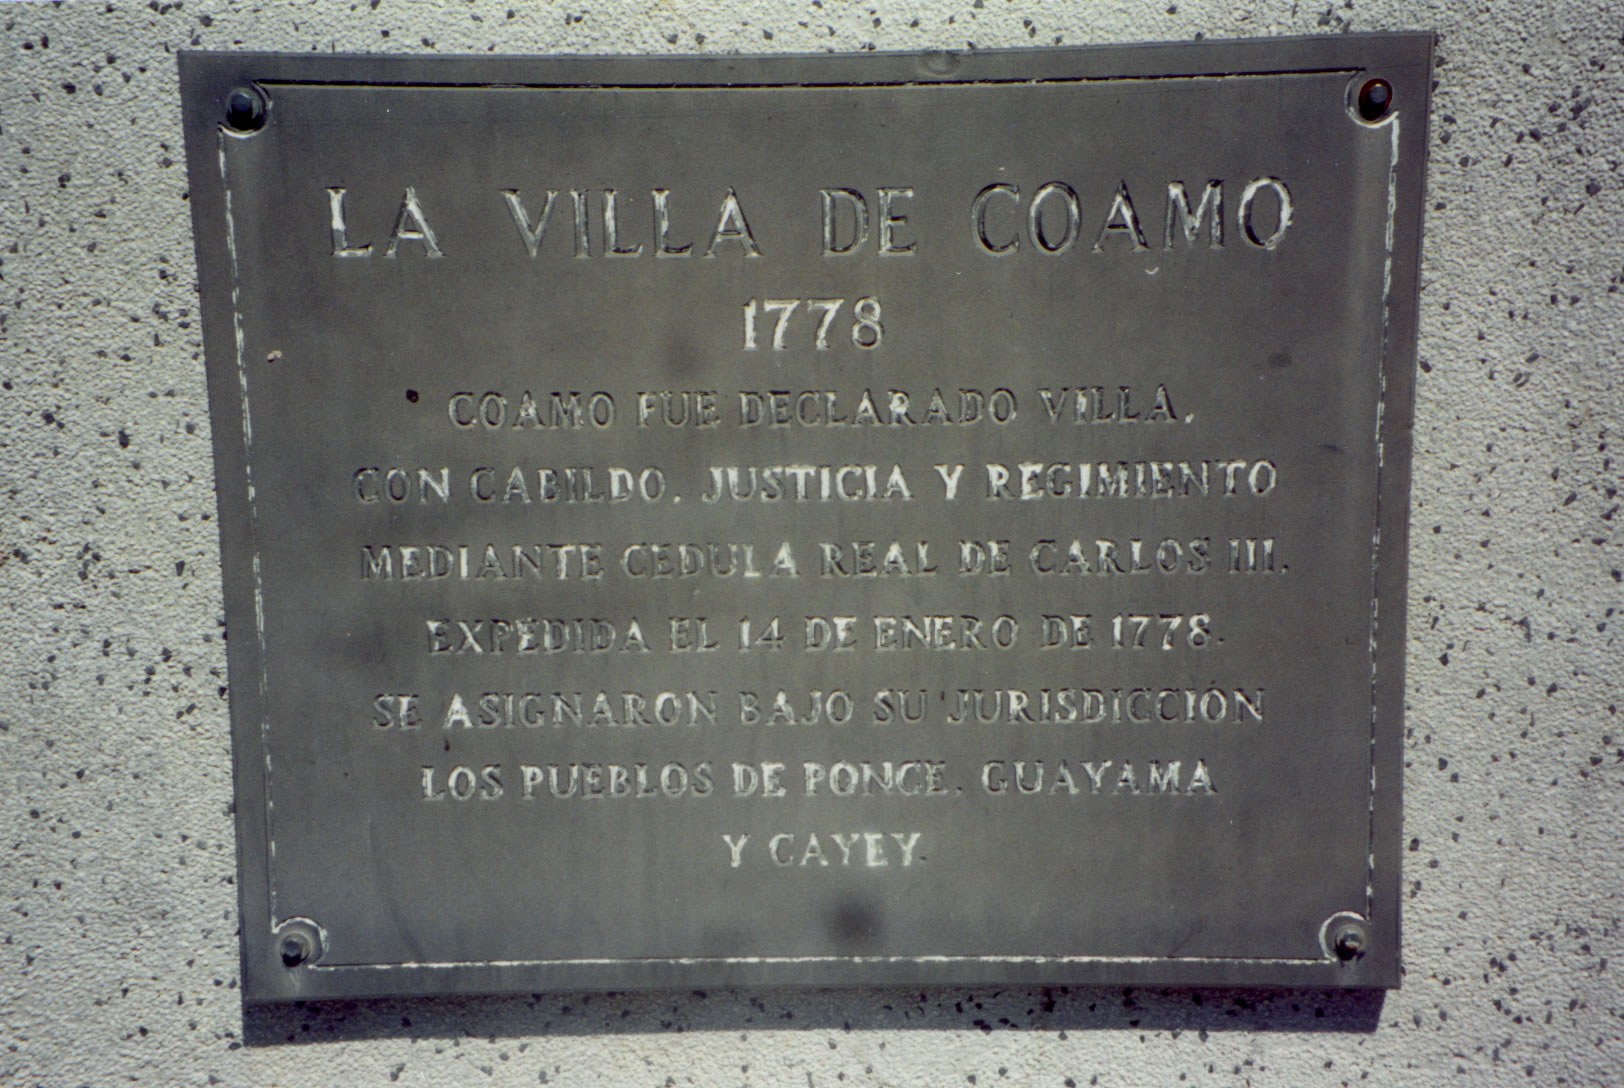 LA VILLA DE COAMO
1778
COAMO FUE DECLARADO VILLA,
CON CABILDO, JUSTICIA Y REGIMIENTO
MEDIANTE CEDULA REAL DE CARLOS III,
EXPEDIDA EL 14 DE ENERO DE 1778.
SE ASIGNARON BAJO SU JURISDICCIÓN
LOS PUEBLOS DE PONCE, GUAYAMA
Y CAYEY.